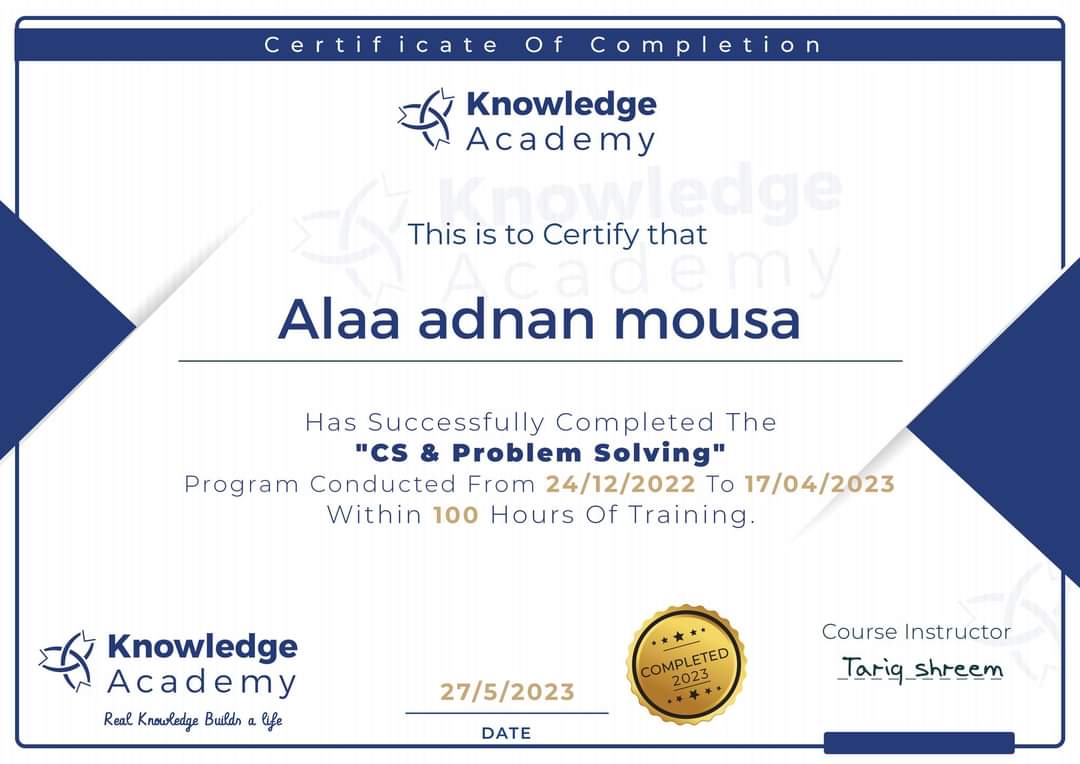 Certificate Of Completion
Knowledge
Academy
Knowledge
Academy
This is to Certify that
Alaa adnan mousa
Has Successfully Completed The
"CS & Problem Solving"
Program Conducted From 24/12/2022 To 17/04/2023
Within 100 Hours Of Training.
Knowledge
Academy
Real Knowledge Builds a life
27/5/2023
DATE
COMPLETED
2023
Course Instructor
Tariq shreem